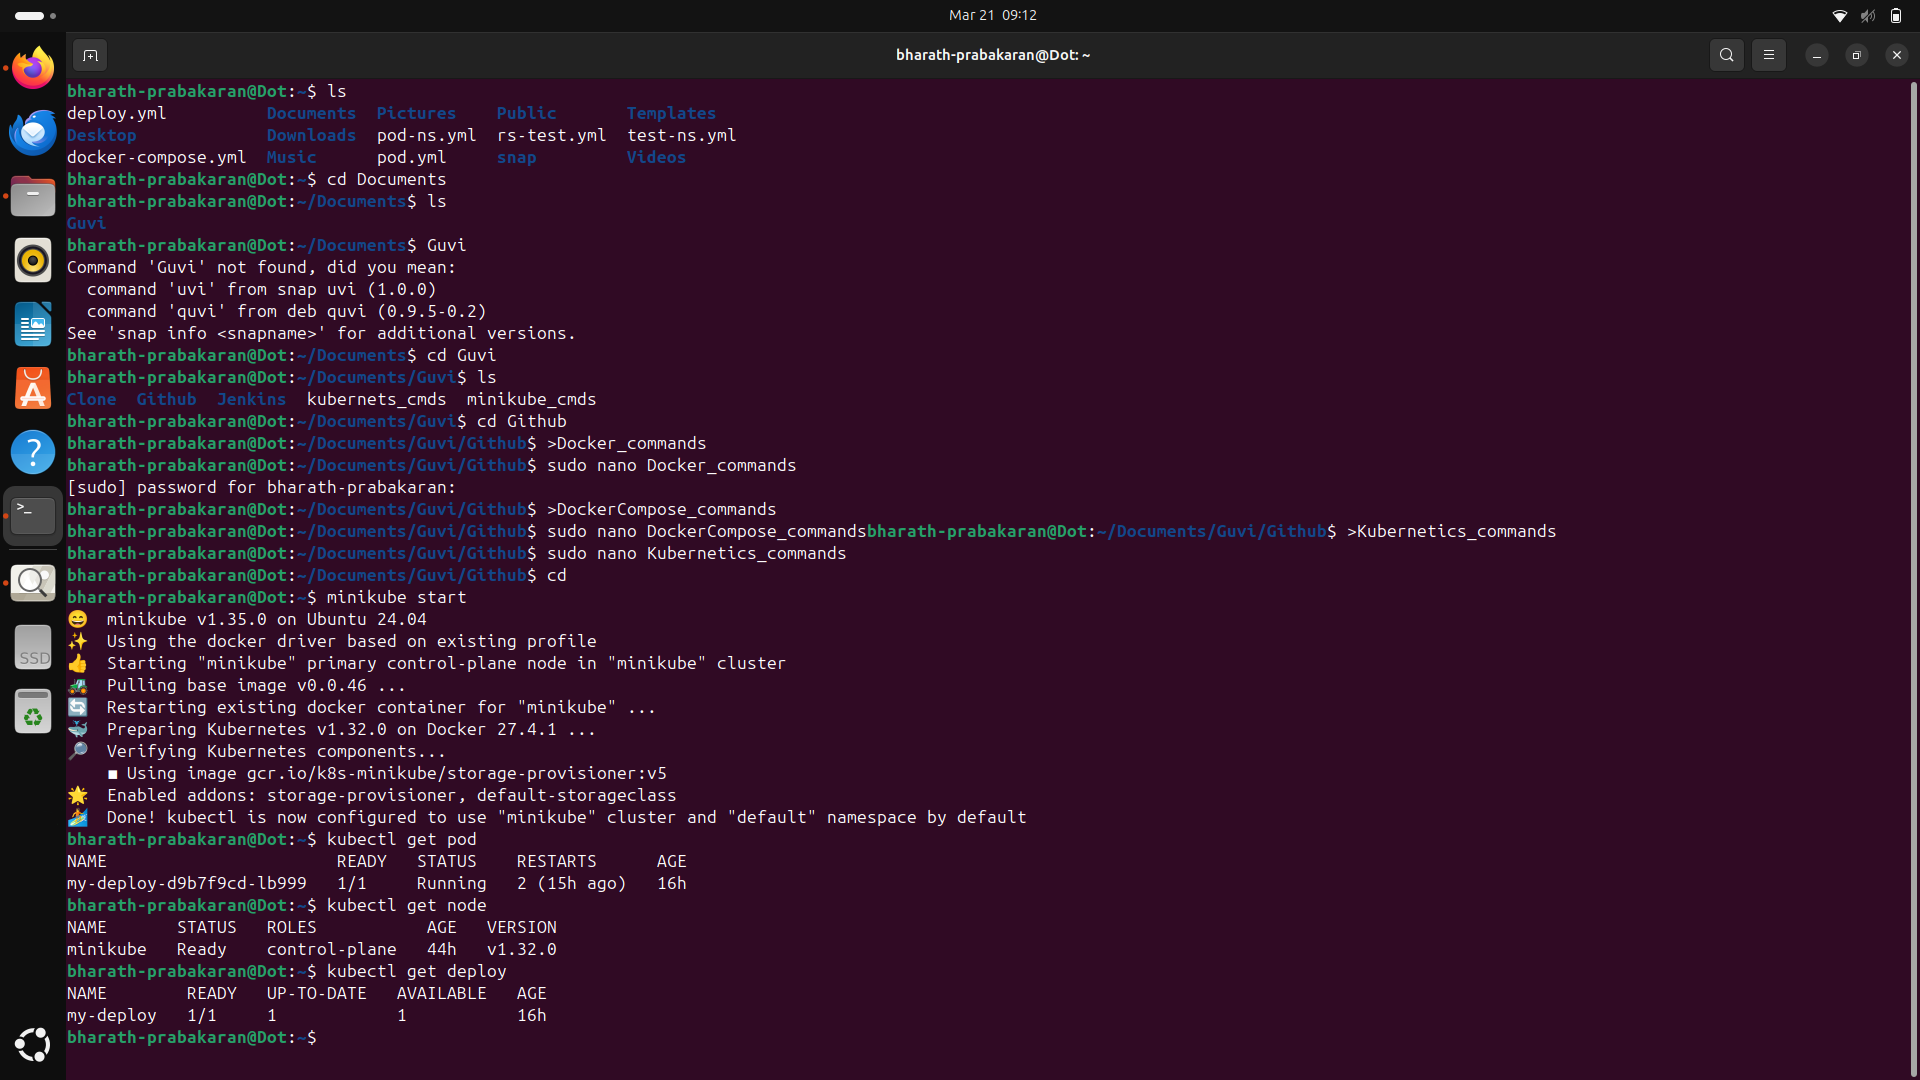 Mar 21  09:12
bharath-prabakaran@Dot: ~
bharath-prabakaran@Dot:~$ ls
deploy.yml          Documents  Pictures    Public       Templates
Desktop             Downloads  pod-ns.yml  rs-test.yml  test-ns.yml
docker-compose.yml  Music      pod.yml     snap         Videos
bharath-prabakaran@Dot:~$ cd Documents
bharath-prabakaran@Dot:~/Documents$ ls
Guvi
bharath-prabakaran@Dot:~/Documents$ Guvi
Command 'Guvi' not found, did you mean:
  command 'uvi' from snap uvi (1.0.0)
  command 'quvi' from deb quvi (0.9.5-0.2)
See 'snap info <snapname>' for additional versions.
bharath-prabakaran@Dot:~/Documents$ cd Guvi
bharath-prabakaran@Dot:~/Documents/Guvi$ ls
Clone  Github  Jenkins  kubernets_cmds  minikube_cmds
bharath-prabakaran@Dot:~/Documents/Guvi$ cd Github
bharath-prabakaran@Dot:~/Documents/Guvi/Github$ >Docker_commands
bharath-prabakaran@Dot:~/Documents/Guvi/Github$ sudo nano Docker_commands
[sudo] password for bharath-prabakaran:
bharath-prabakaran@Dot:~/Documents/Guvi/Github$ >DockerCompose_commands
bharath-prabakaran@Dot:~/Documents/Guvi/Github$ sudo nano DockerCompose_commandsbharath-prabakaran@Dot:~/Documents/Guvi/Github$ >Kubernetics_commands
bharath-prabakaran@Dot:~/Documents/Guvi/Github$ sudo nano Kubernetics_commands
bharath-prabakaran@Dot:~/Documents/Guvi/Github$ cd
bharath-prabakaran@Dot:~$ minikube start
😄  minikube v1.35.0 on Ubuntu 24.04
✨  Using the docker driver based on existing profile
👍  Starting "minikube" primary control-plane node in "minikube" cluster
🚜  Pulling base image v0.0.46 ...
🔄  Restarting existing docker container for "minikube" ...
🐳  Preparing Kubernetes v1.32.0 on Docker 27.4.1 ...
🔎  Verifying Kubernetes components...
    ■ Using image gcr.io/k8s-minikube/storage-provisioner:v5
🌟  Enabled addons: storage-provisioner, default-storageclass
🏄  Done! kubectl is now configured to use "minikube" cluster and "default" namespace by default
bharath-prabakaran@Dot:~$ kubectl get pod
NAME                       READY   STATUS    RESTARTS      AGE
my-deploy-d9b7f9cd-lb999   1/1     Running   2 (15h ago)   16h
bharath-prabakaran@Dot:~$ kubectl get node
NAME       STATUS   ROLES           AGE   VERSION
minikube   Ready    control-plane   44h   v1.32.0
bharath-prabakaran@Dot:~$ kubectl get deploy
NAME        READY   UP-TO-DATE   AVAILABLE   AGE
my-deploy   1/1     1            1           16h
bharath-prabakaran@Dot:~$
SSD